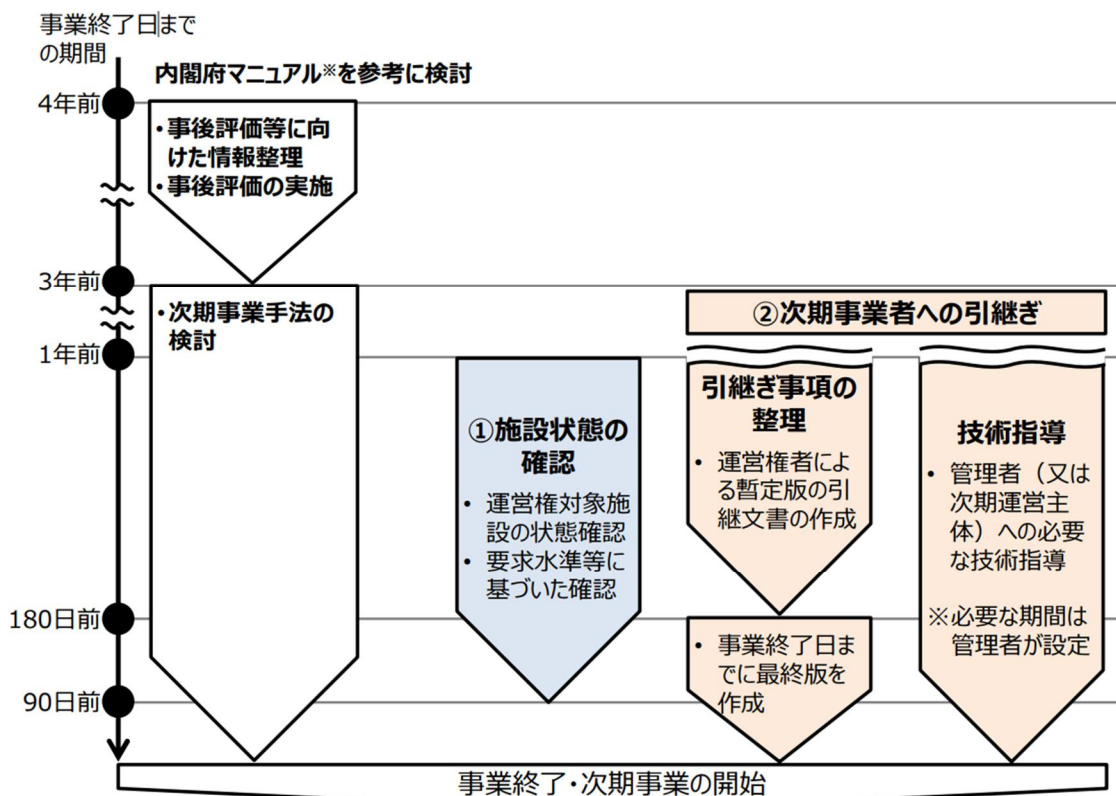 事業終了日まで
の期間
内閣府マニュアル※を参考に検討
4年前
・事後評価等に向
けた情報整理
・事後評価の実施
3年前
・次期事業手法の
検討
②次期事業者への引継ぎ
1年前
①施設状態の
確認
• 運営権対象施
設の状態確認
• 要求水準等に
基づいた確認
引継ぎ事項の
整理
• 運営権者によ
る暫定版の引
継文書の作成
技術指導
• 管理者（又は
次期運営主
体）への必要
な技術指導
※必要な期間は
管理者が設定
180日前
• 事業終了日ま
でに最終版を
作成
90日前
事業終了・次期事業の開始